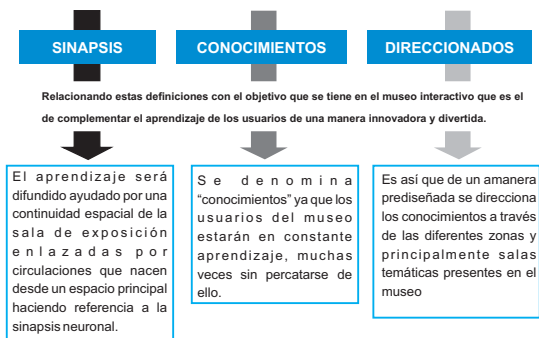 SINAPSIS
CONOCIMIENTOS
DIRECCIONADOS
Relacionando estas definiciones con el objetivo que se tiene en el museo interactivo que es el
de complementar el aprendizaje de los usuarios de una manera innovadora y divertida.
El aprendizaje será
difundido ayudado por una
continuidad espacial de la
sala de exposición
enlazadas por
circulaciones que nacen
desde un espacio principal
haciendo referencia a la
sinapsis neuronal.
Se denomina
“conocimientos” ya que los
usuarios del museo
estarán en constante
aprendizaje, muchas
veces sin percatarse de
ello.
Es así que de un amanera
prediseñada se direcciona
los conocimientos a través
de las diferentes zonas y
principalmente salas
temáticas presentes en el
museo